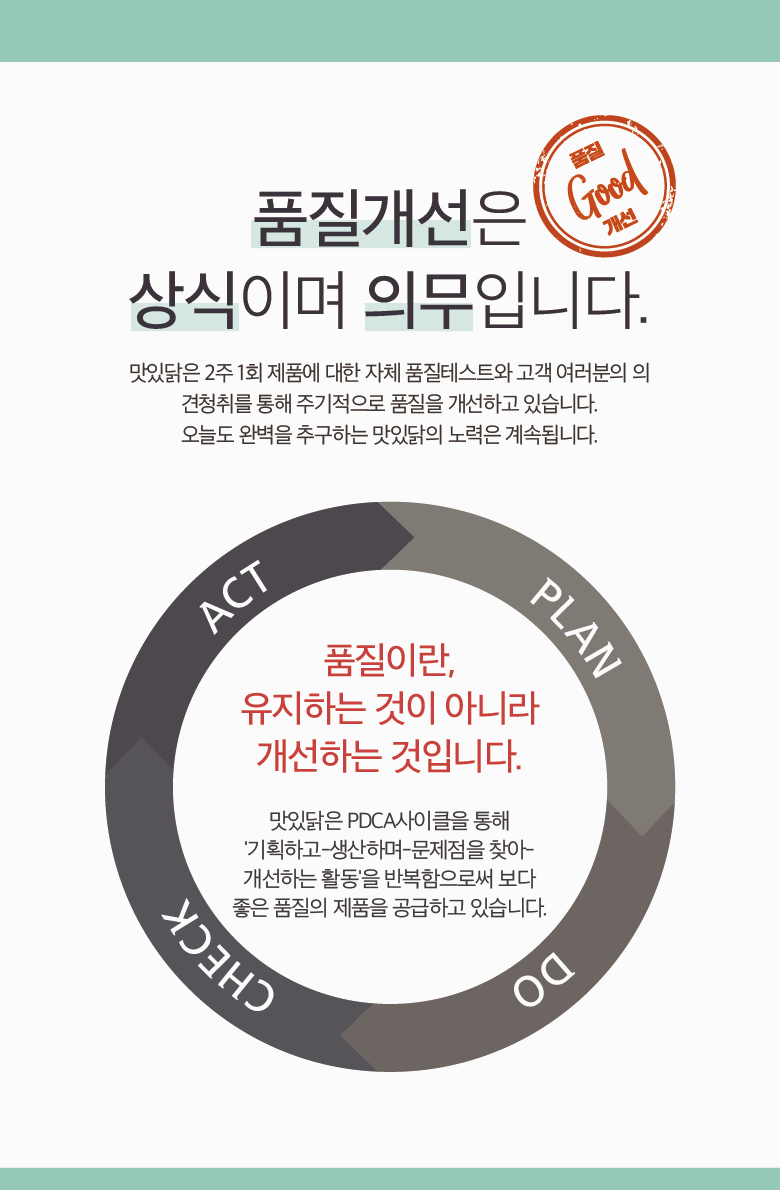 품질
Good
개선
품질개선은
상식이며 의무입니다.
맛있닭은 2주 1회 제품에 대한 자체 품질테스트와 고객 여러분의 의
견청취를 통해 주기적으로 품질을 개선하고 있습니다.
오늘도 완벽을 추구하는 맛있닭의 노력은 계속됩니다.
ACT
PLAN
품질이란,
유지하는 것이 아니라
개선하는 것입니다.
맛있닭은 PDCA사이클을 통해
'기획하고-생산하며-문제점을 찾아-
개선하는 활동'을 반복함으로써 보다
좋은 품질의 제품을 공급하고 있습니다.
CHECK
DO